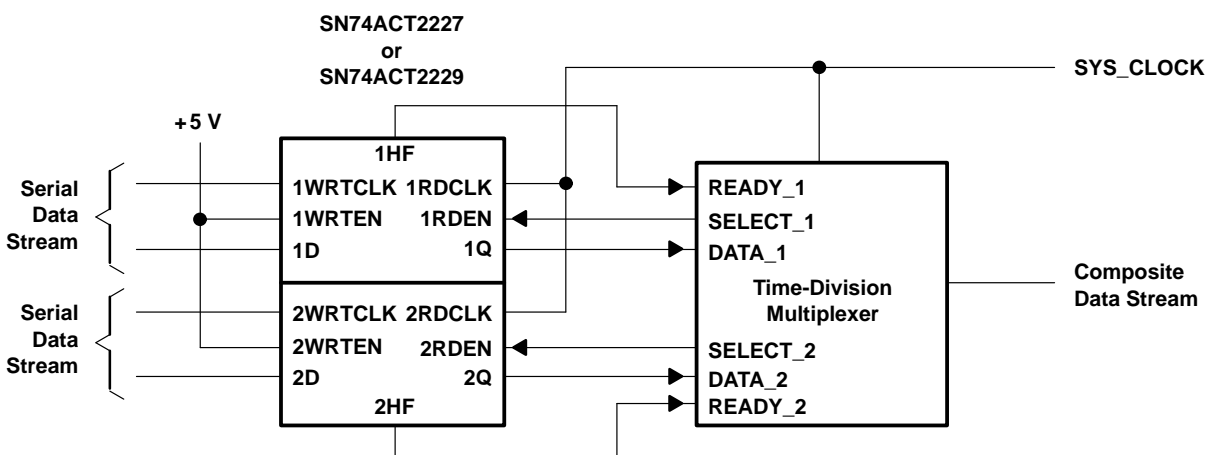 SN74ACT2227
or
SN74ACT2229
SYS_CLOCK
+5 V
1HF
Serial
Data
Stream
1WRTCLK 1RDCLK
1WRTEN 1RDEN
1D 1Q
READY_1
SELECT_1
DATA_1
Time-Division
Multiplexer
Composite
Data Stream
Serial
Data
Stream
2WRTCLK 2RDCLK
2WRTEN 2RDEN
2D 2Q
2HF
SELECT_2
DATA_2
READY_2